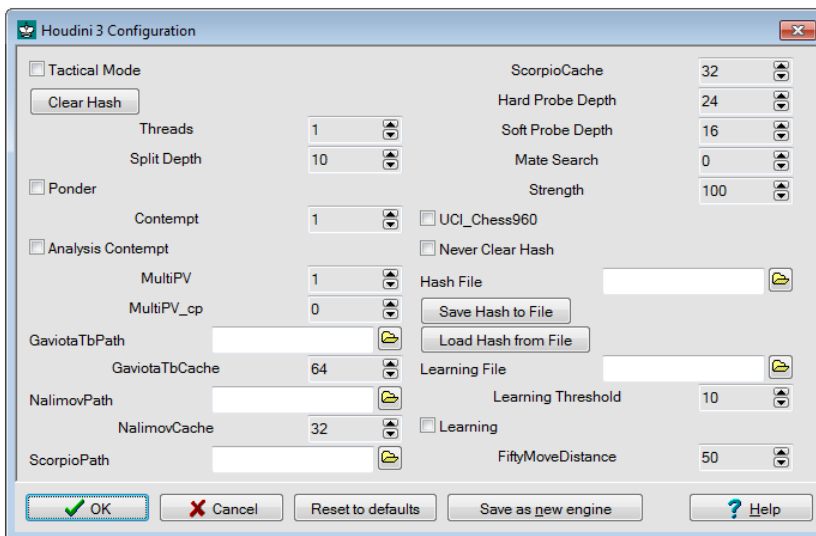 Houdini 3 Configuration
Tactical Mode
Clear Hash
Threads 1
Split Depth 10
Ponder
Contempt 1
Analysis Contempt
MultiPV 1
MultiPV_cp 0
GaviotaTbPath
GaviotaTbCache 64
NalimovPath
NalimovCache 32
ScorpioPath
ScorpioCache 32
Hard Probe Depth 24
Soft Probe Depth 16
Mate Search 0
Strength 100
UCI_Chess960
Never Clear Hash
Hash File
Save Hash to File
Load Hash from File
Learning File
Learning Threshold 10
Learning
FiftyMoveDistance 50
OK Cancel Reset to defaults Save as new engine ? Help